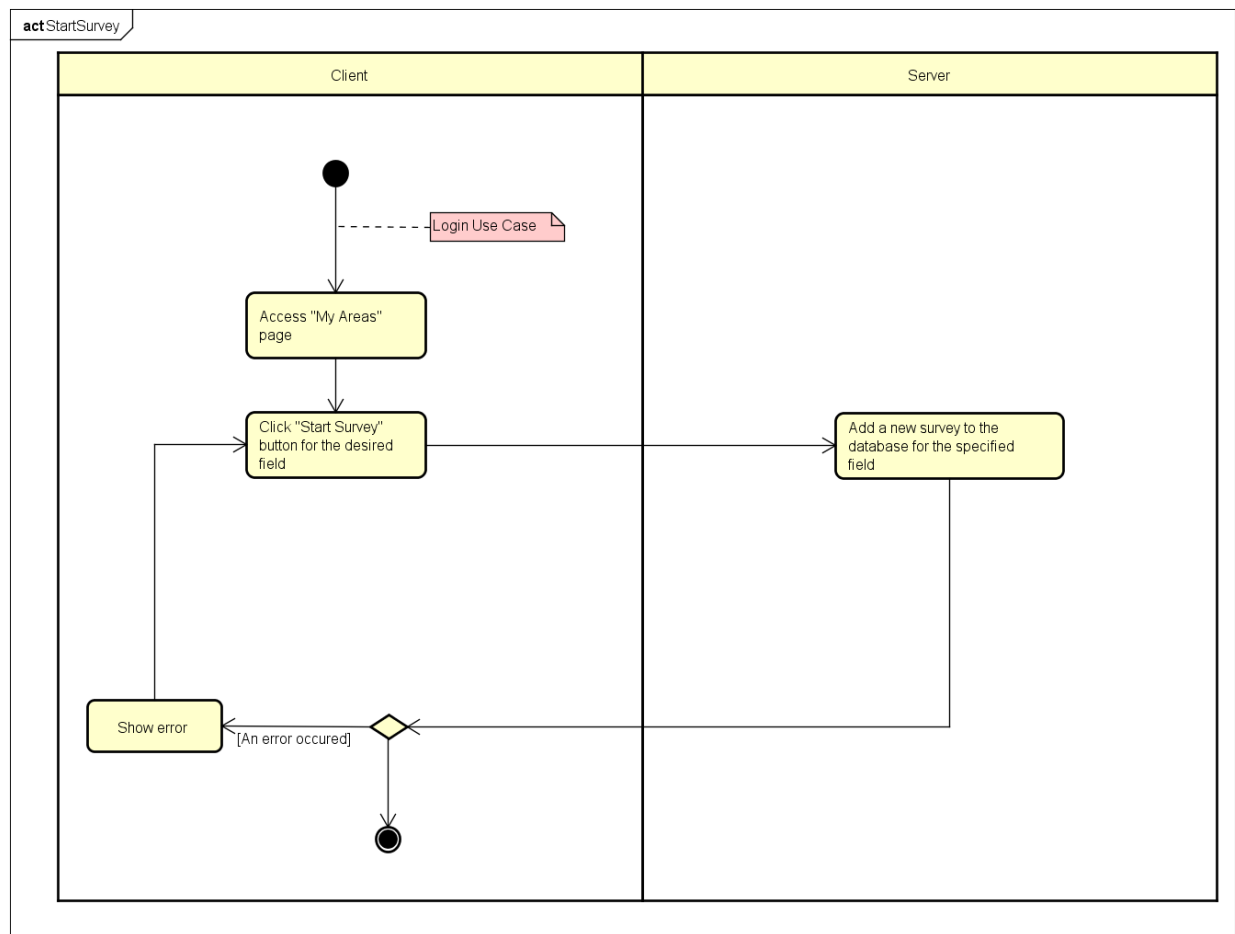 act StartSurvey
Client
Server
Login Use Case
Access "My Areas"
page
Click "Start Survey"
button for the desired
field
Add a new survey to the
database for the specified
field
Show error
[An error occured]